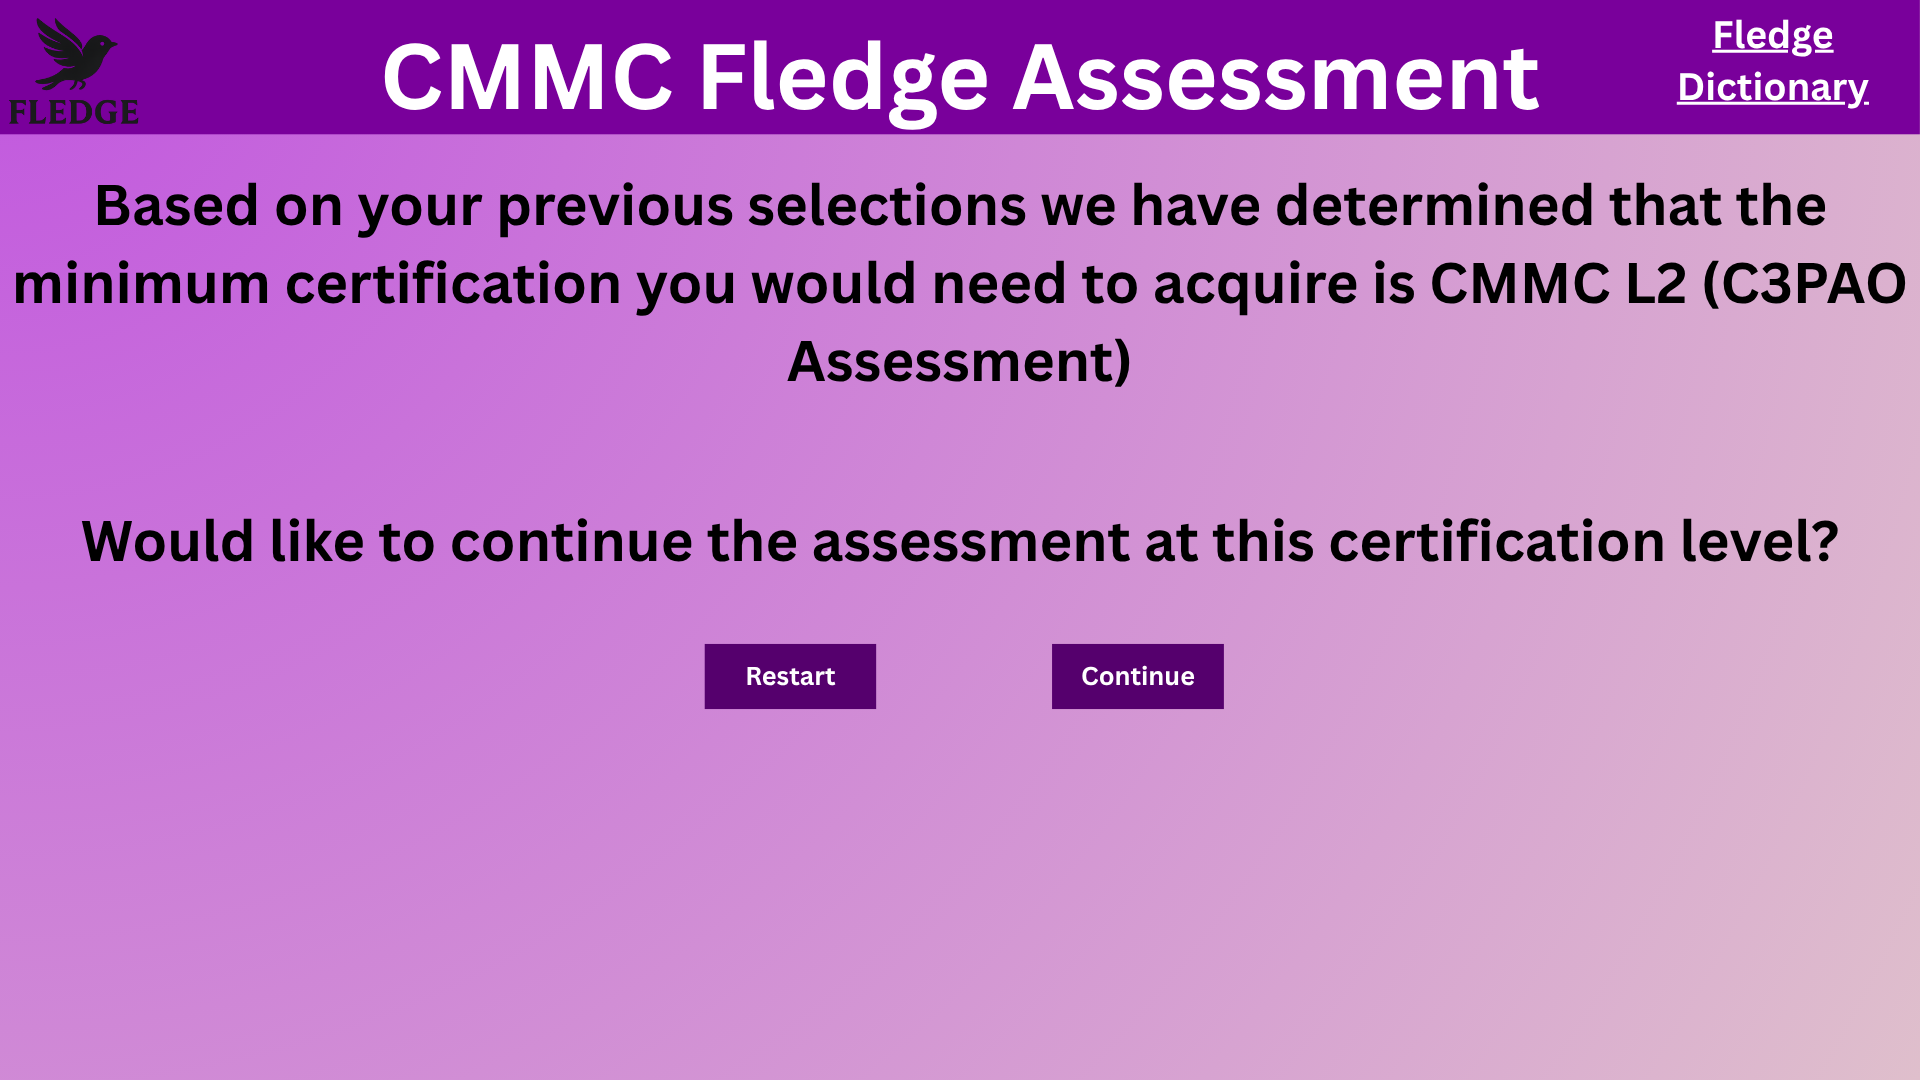 FLEDGE
CMMC Fledge Assessment
Fledge
Dictionary
Based on your previous selections we have determined that the
minimum certification you would need to acquire is CMMC L2 (C3PAO
Assessment)
Would like to continue the assessment at this certification level?
Restart
Continue